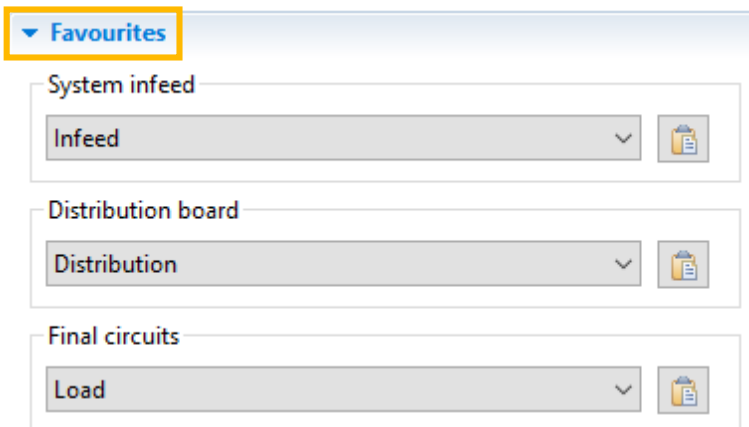 Favourites
System infeed
Infeed
Distribution board
Distribution
Final circuits
Load